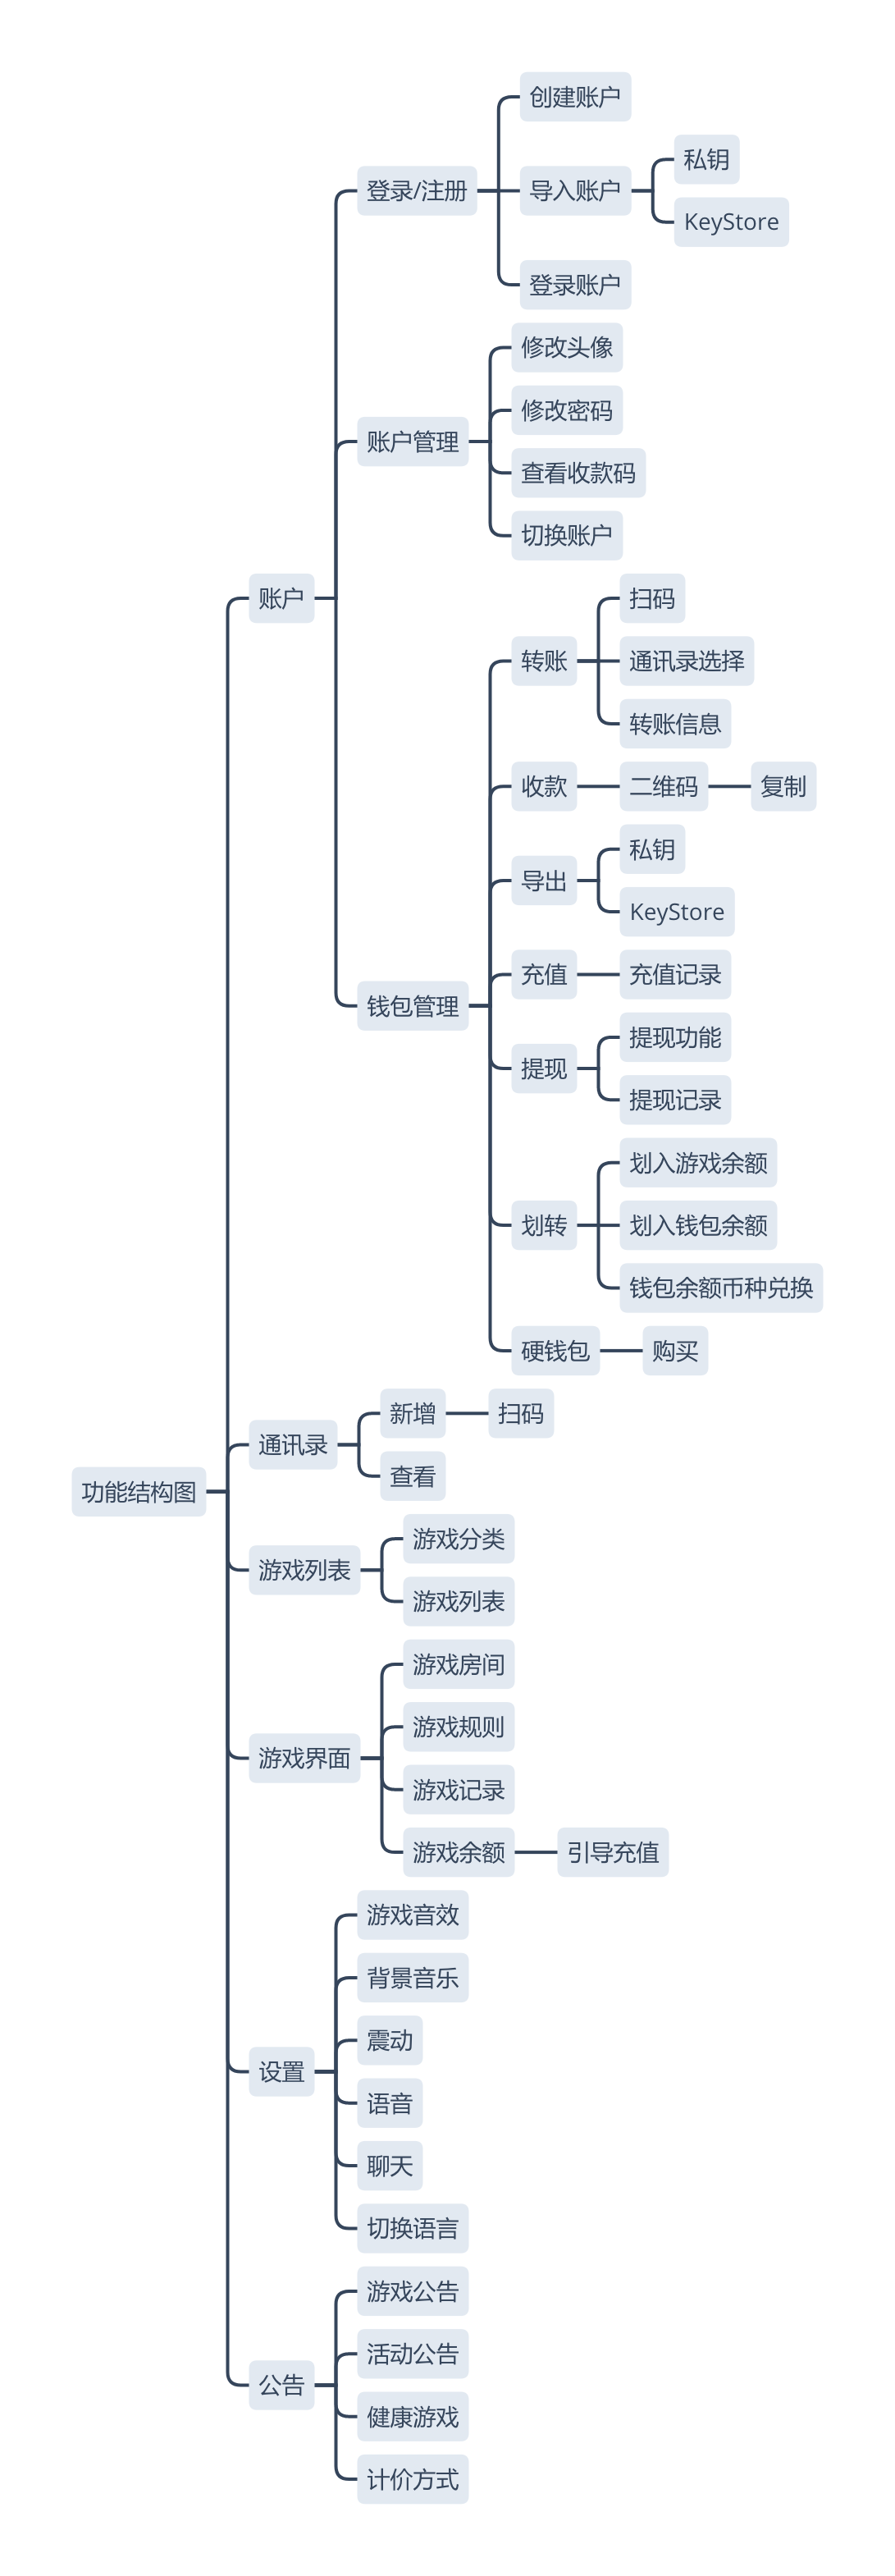 创建账户
私钥
登录/注册
导入账户
KeyStore
登录账户
修改头像
修改密码
账户管理
查看收款码
切换账户
账户
扫码
转账
通讯录选择
转账信息
收款
二维码
复制
私钥
导出
KeyStore
充值
充值记录
钱包管理
提现功能
提现
提现记录
划入游戏余额
划转
划入钱包余额
钱包余额币种兑换
硬钱包
购买
新增
扫码
通讯录
查看
功能结构图
游戏分类
游戏列表
游戏列表
游戏房间
游戏规则
游戏界面
游戏记录
游戏余额
引导充值
游戏音效
背景音乐
震动
设置
语音
聊天
切换语言
游戏公告
活动公告
公告
健康游戏
计价方式